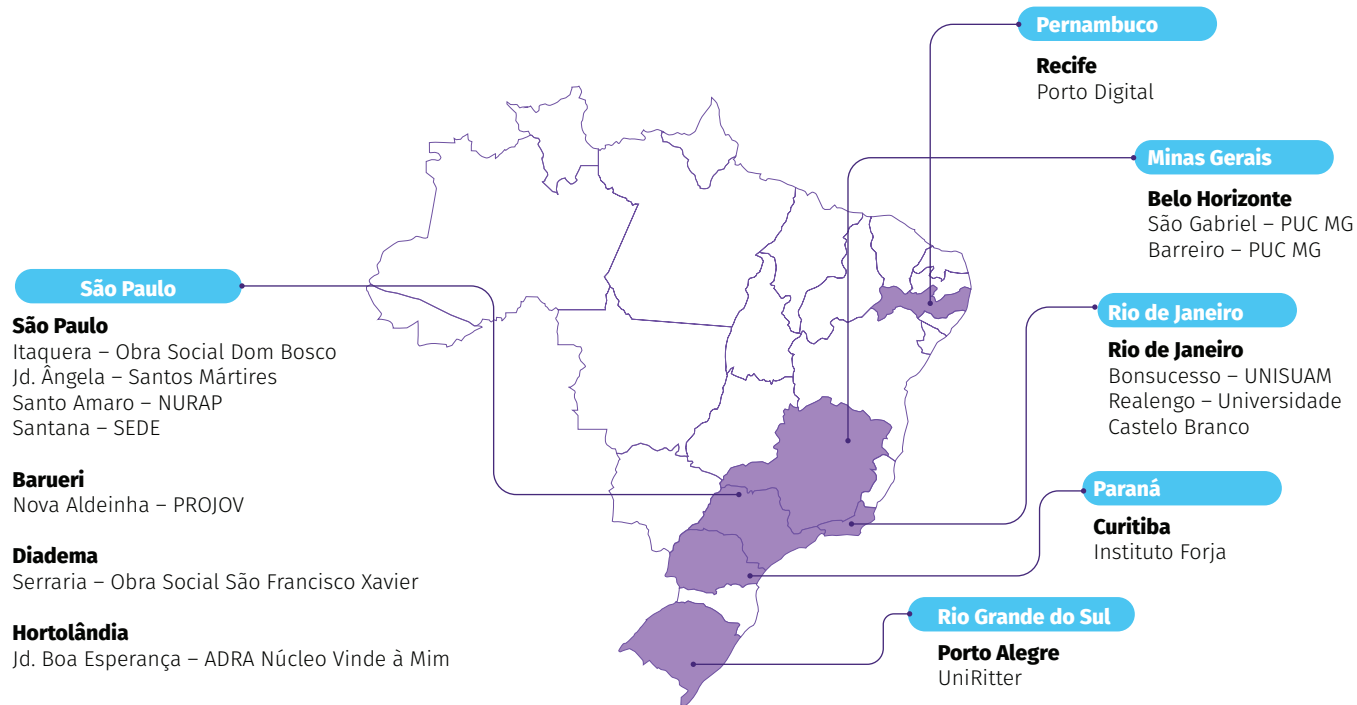 Pernambuco
Recife
Porto Digital
Minas Gerais
Belo Horizonte
São Gabriel – PUC MG
Barreiro – PUC MG
São Paulo
São Paulo
Itaquera – Obra Social Dom Bosco
Jd. Ângela – Santos Mártires
Santo Amaro – NURAP
Santana – SEDE
Barueri
Nova Aldeinha – PROJOV
Diadema
Serraria – Obra Social São Francisco Xavier
Hortolândia
Jd. Boa Esperança – ADRA Núcleo Vinde à Mim
Rio de Janeiro
Rio de Janeiro
Bonsucesso – UNISUAM
Realengo – Universidade
Castelo Branco
Paraná
Curitiba
Instituto Forja
Rio Grande do Sul
Porto Alegre
UniRitter